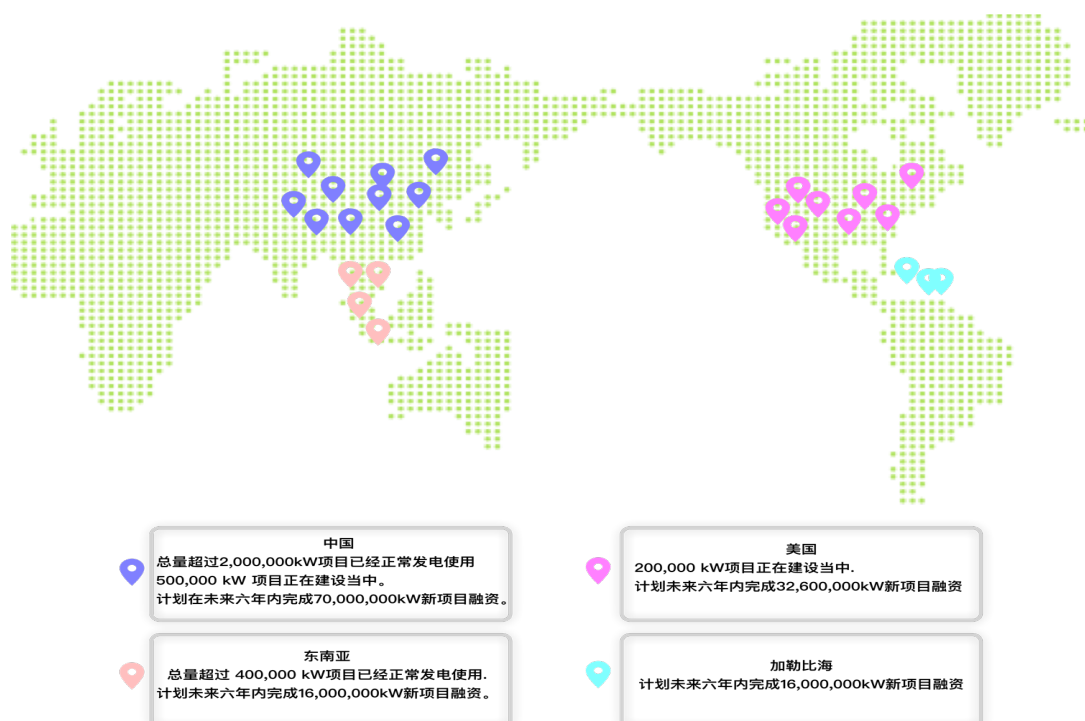 中国
总量超过2,000,000kW项目已经正常发电使用
500,000 kW 项目正在建设当中。
计划在未来六年内完成70,000,000kW新项目融资。
美国
200,000 kW项目正在建设当中.
计划未来六年内完成32,600,000kW新项目融资
东南亚
总量超过 400,000 kW项目已经正常发电使用.
计划未来六年内完成16,000,000kW新项目融资。
加勒比海
计划未来六年内完成16,000,000kW新项目融资